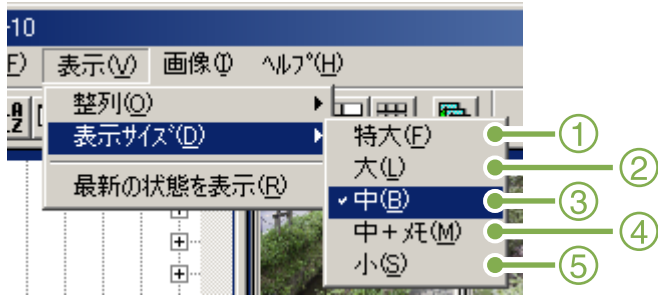 -10
F) 表示(V) 画像(I) ヘルプ(H)
A
Z
整列(O)
表示サイズ(D)
最新の状態を表示(R)
特大(F) ①
大(L) ②
✓中(B) ③
中+メモ(M) ④
小(S) ⑤